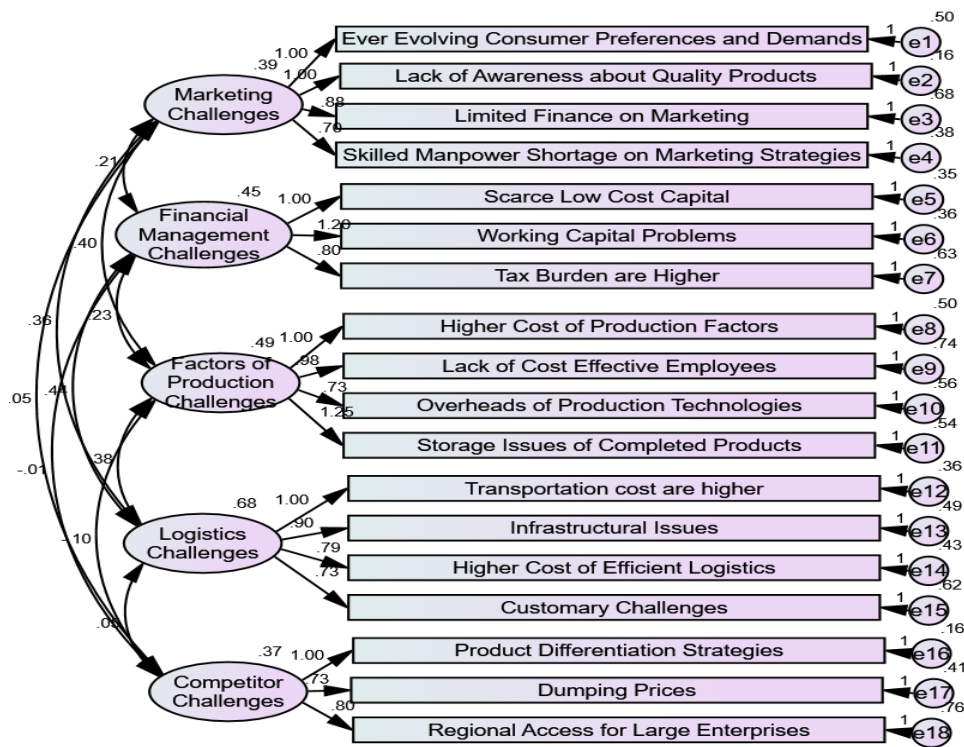 .50
1.00
Ever Evolving Consumer Preferences and Demands
1
e1
.39
1.00
Lack of Awareness about Quality Products
1
.16
e2
Marketing
Challenges
.88
Limited Finance on Marketing
1
.68
e3
.70
Skilled Manpower Shortage on Marketing Strategies
1
.38
e4
.21
.45
1.00
Scarce Low Cost Capital
1
.35
e5
Financial
Management
Challenges
1.20
Working Capital Problems
1
.36
e6
.40
.80
Tax Burden are Higher
1
.63
e7
.36
.23
.49
1.00
Higher Cost of Production Factors
1
.50
e8
Factors of
Production
Challenges
.98
Lack of Cost Effective Employees
1
.74
e9
.05
.44
.73
Overheads of Production Technologies
1
.56
e10
1.25
Storage Issues of Completed Products
1
.54
e11
-.01
.38
.68
1.00
Transportation cost are higher
1
.36
e12
Logistics
Challenges
.90
Infrastructural Issues
1
.49
e13
.79
Higher Cost of Efficient Logistics
1
.43
e14
.73
Customary Challenges
1
.62
e15
.37
1.00
Product Differentiation Strategies
1
.16
e16
Competitor
Challenges
.73
Dumping Prices
1
.41
e17
.80
Regional Access for Large Enterprises
1
.76
e18